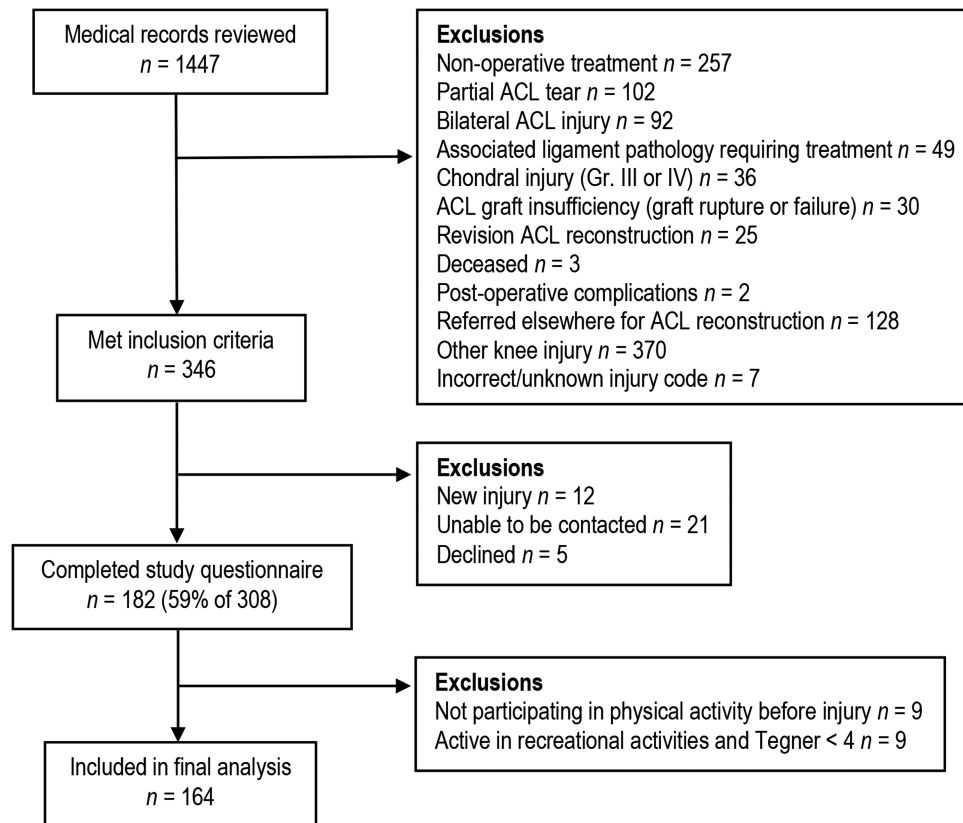 Medical records reviewed
n = 1447
Exclusions
Non-operative treatment n = 257
Partial ACL tear n = 102
Bilateral ACL injury n = 92
Associated ligament pathology requiring treatment n = 49
Chondral injury (Gr. III or IV) n = 36
ACL graft insufficiency (graft rupture or failure) n = 30
Revision ACL reconstruction n = 25
Deceased n = 3
Post-operative complications n = 2
Referred elsewhere for ACL reconstruction n = 128
Other knee injury n = 370
Incorrect/unknown injury code n = 7
Met inclusion criteria
n = 346
Exclusions
New injury n = 12
Unable to be contacted n = 21
Declined n = 5
Completed study questionnaire
n = 182 (59% of 308)
Exclusions
Not participating in physical activity before injury n = 9
Active in recreational activities and Tegner < 4 n = 9
Included in final analysis
n = 164